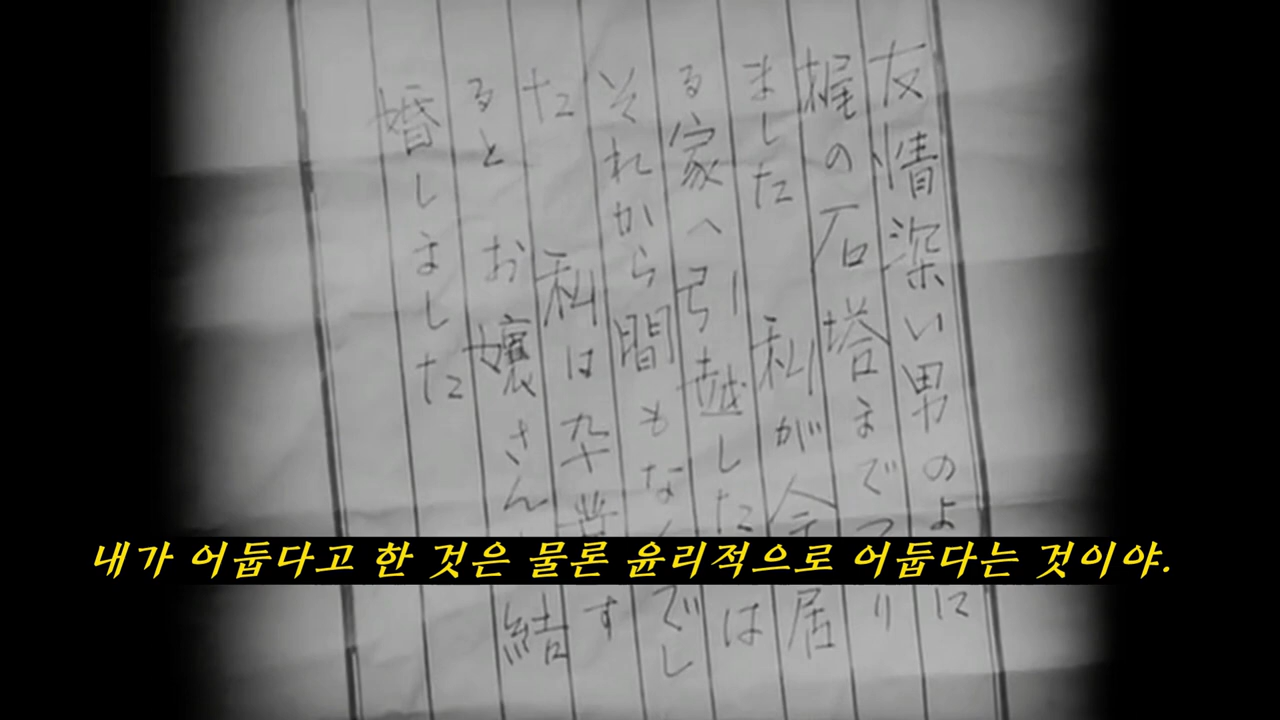 友情深い男のよ に
梶の石塔までつ り
ました 私が今居
る家へ引越した は
それから間もな でし
た 私は卆業す
ると お嬢さん 結
婚しました
내가 어둡다고 한 것은 물론 윤리적으로 어둡다는 것이야.